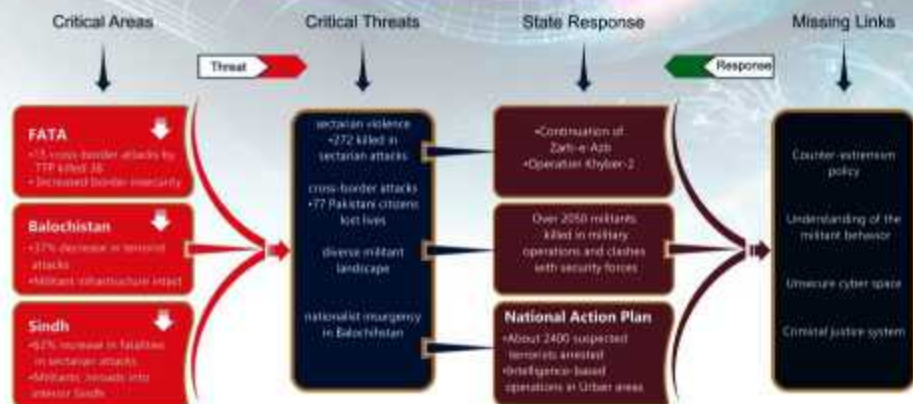 Critical Areas
Critical Threats
State Response
Missing Links
Threat
Response
FATA
•15 cross-border attacks by
TTP killed 36
• Increased border insecurity
Balochistan
•37% decrease in terrorist
attacks
•Militant infrastructure intact
Sindh
•62% increase in fatalities
in sectarian attacks
•Militants, inroads into
interior Sindh
sectarian violence
•272 killed in
sectarian attacks
cross-border attacks
•77 Pakistani citizens
lost lives
diverse militant
landscape
nationalist insurgency
in Balochihstan
•Continuation of
Zarb-e-Azb
•Operation Khyber-2
Over 2050 militants
killed in military
operations and clashes
with security forces
National Action Plan
•About 2400 suspected
terrorists arrested
•Intelligence-based
operations in Urban areas
Counter-extremism
policy
Understanding of the
militant behavior
Unsecure cyber space
Criminal justice system